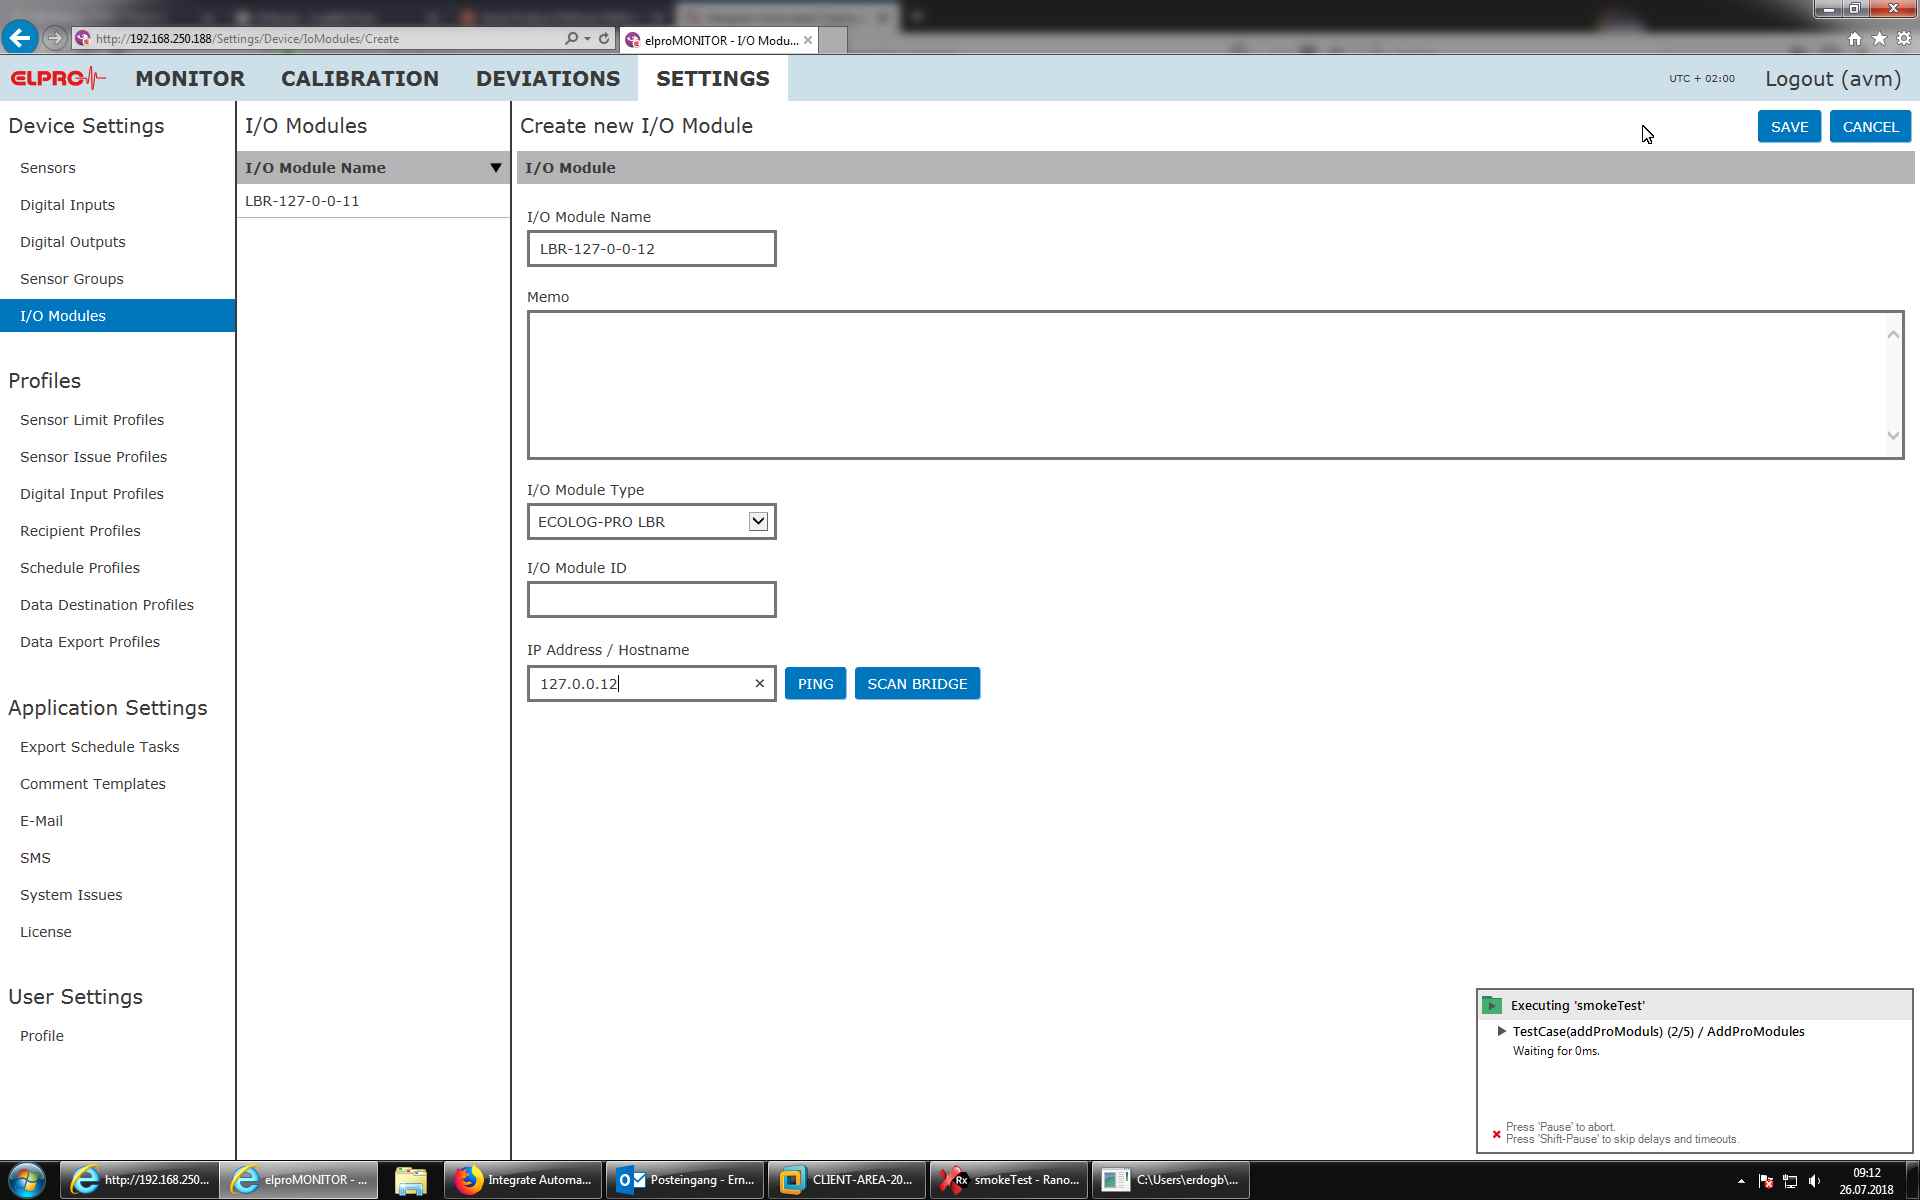 http://192.168.250.188/Settings/Device/IoModules/Create
elproMONITOR - I/O Modu...
ELPRO
MONITOR
CALIBRATION
DEVIATIONS
SETTINGS
UTC + 02:00
Logout (avm)
Device Settings
Sensors
Digital Inputs
Digital Outputs
Sensor Groups
I/O Modules
Profiles
Sensor Limit Profiles
Sensor Issue Profiles
Digital Input Profiles
Recipient Profiles
Schedule Profiles
Data Destination Profiles
Data Export Profiles
Application Settings
Export Schedule Tasks
Comment Templates
E-Mail
SMS
System Issues
License
User Settings
Profile
I/O Modules
I/O Module Name
LBR-127-0-0-11
Create new I/O Module
SAVE
CANCEL
I/O Module
I/O Module Name
LBR-127-0-0-12
Memo
I/O Module Type
ECOLOG-PRO LBR
I/O Module ID
IP Address / Hostname
127.0.0.12
PING
SCAN BRIDGE
Executing 'smokeTest'
TestCase(addProModuls) (2/5) / AddProModules
Waiting for 0ms.
Press 'Pause' to abort.
Press 'Shift-Pause' to skip delays and timeouts.
http://192.168.250...
elproMONITOR - ...
Integrate Automa...
Posteingang - Ern...
CLIENT-AREA-20...
Rx
smokeTest - Rano...
C:\Users\erdogb\...
09:12
26.07.2018